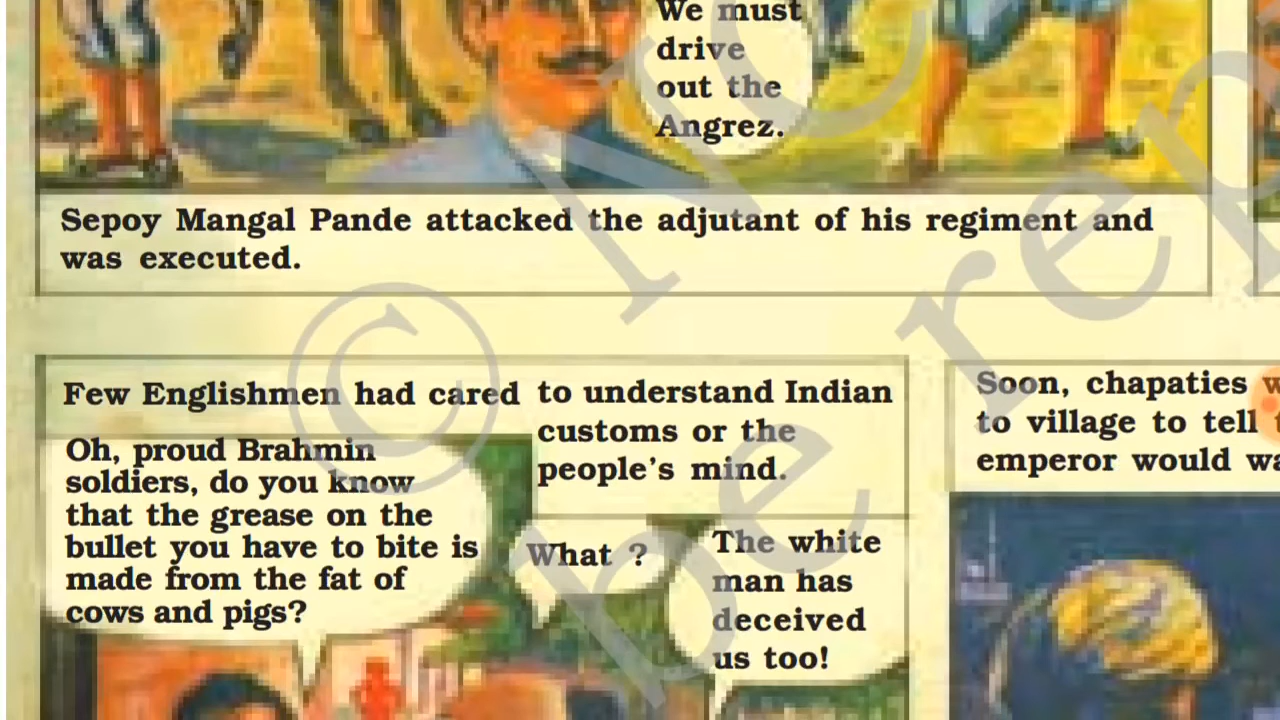 We must
drive
out the
Angrez.
Sepoy Mangal Pande attacked the adjutant of his regiment and
was executed.
Few Englishmen had cared to understand Indian
customs or the
people's mind.
Oh, proud Brahmin
soldiers, do you know
that the grease on the
bullet you have to bite is
made from the fat of
cows and pigs?
What ?
The white
man has
deceived
us too!
Soon, chapaties
to village to tell
emperor would
be rep